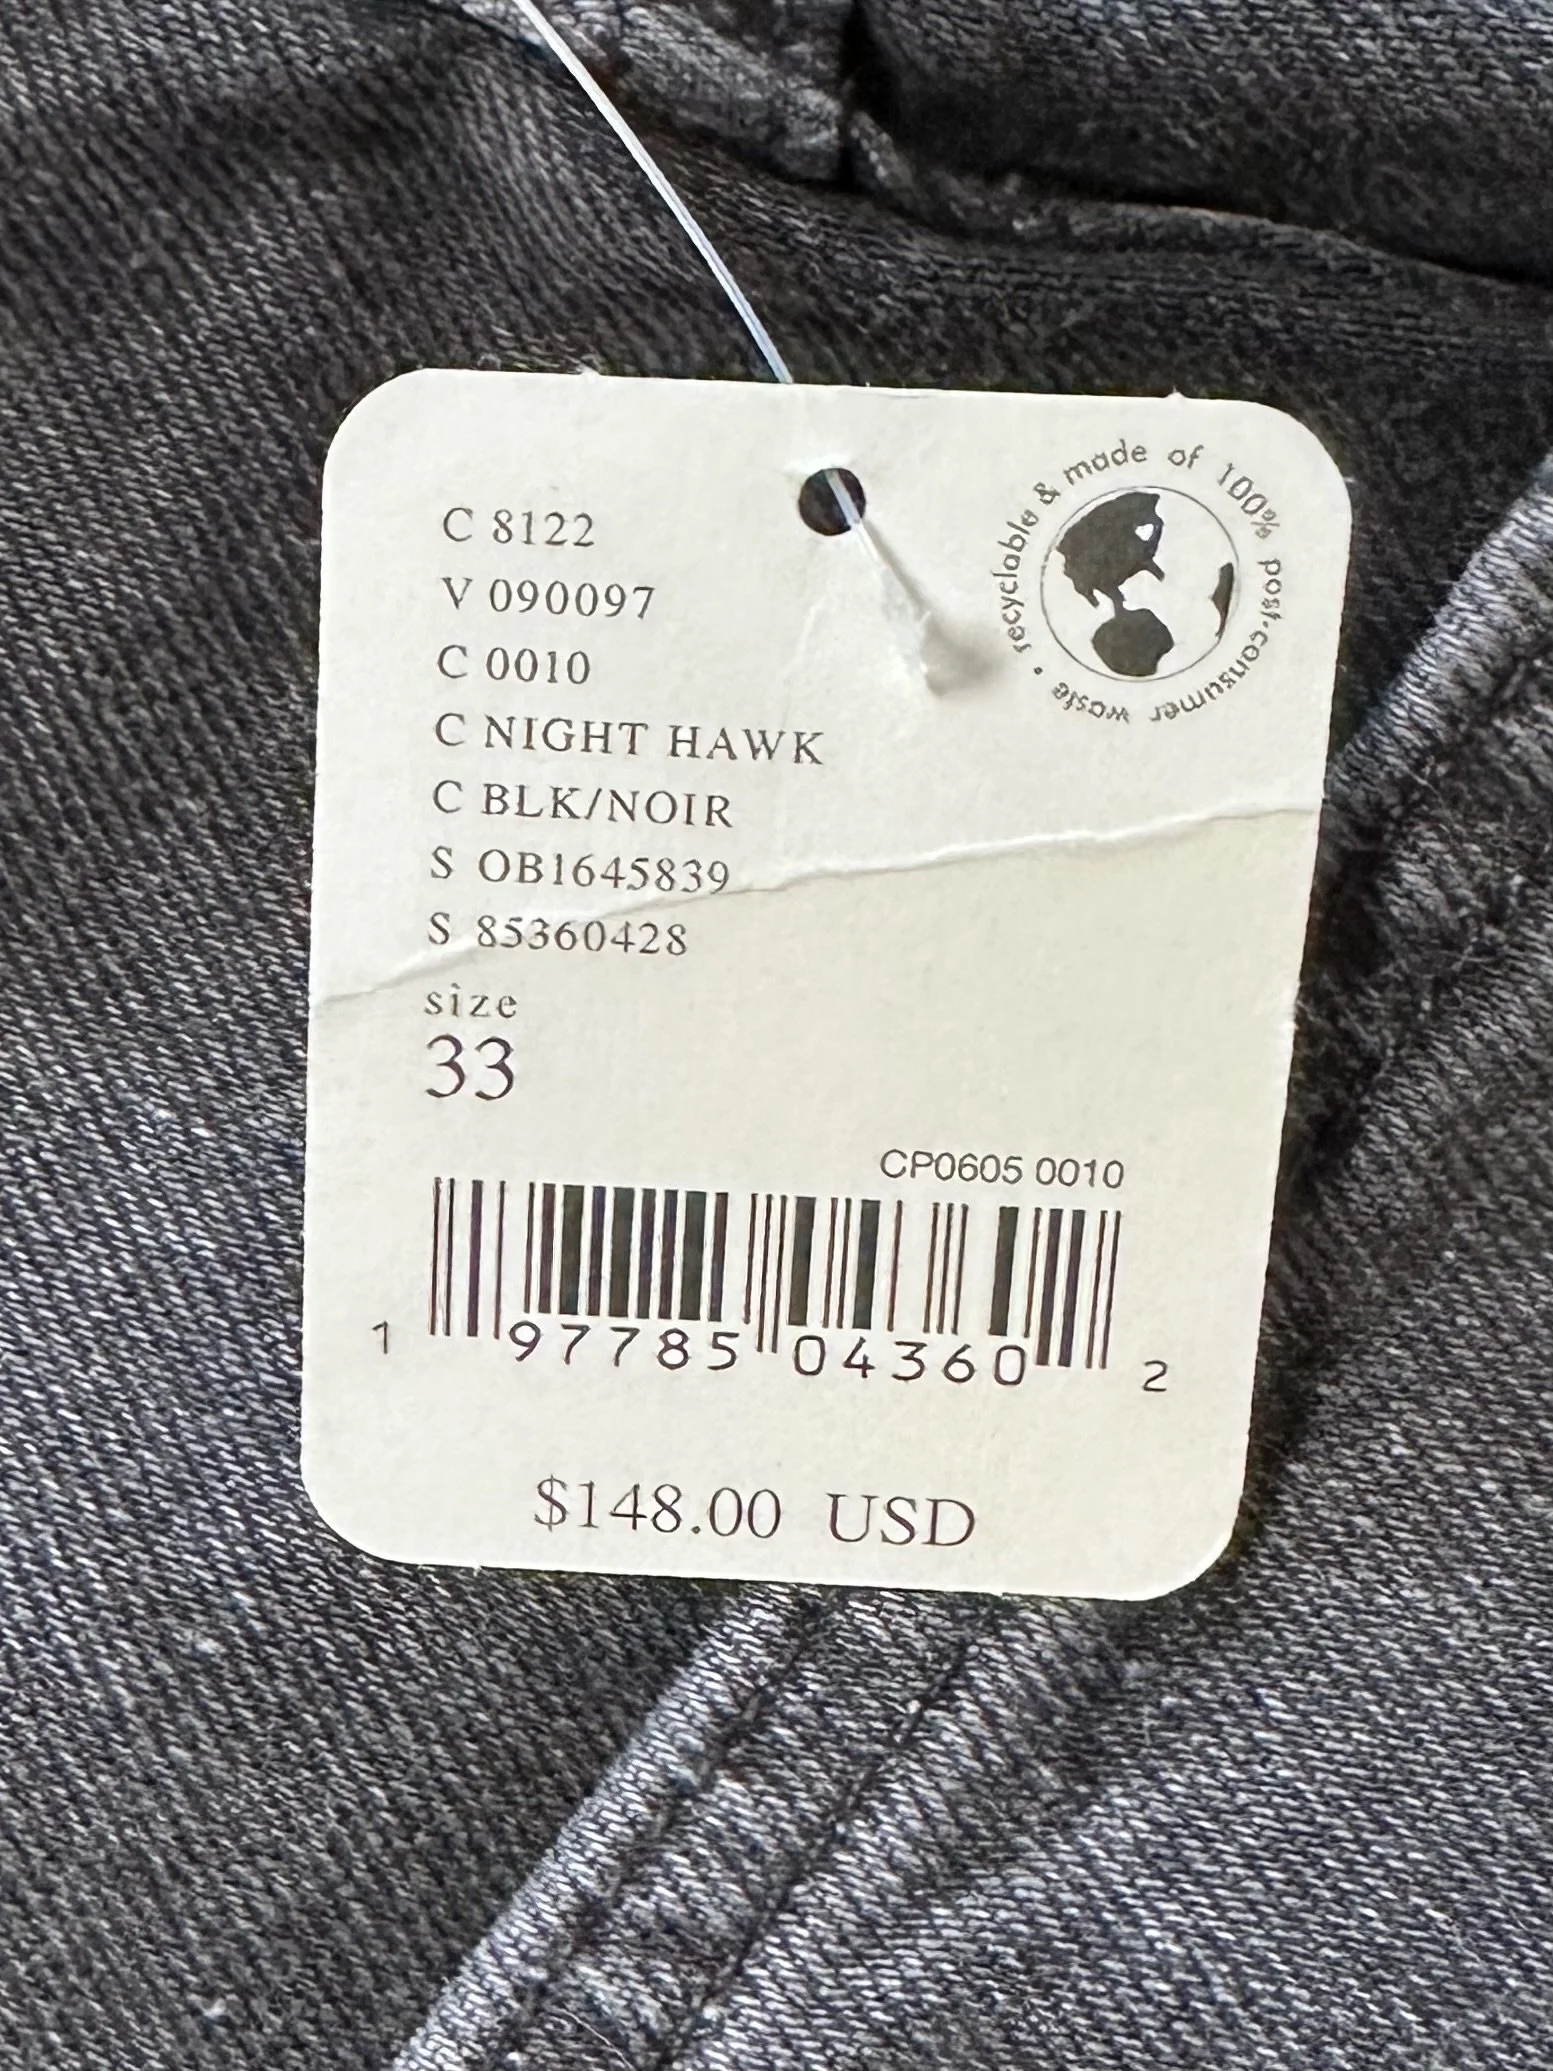 recyclable & made of 100% post-consumer waste •
C 8122
V 090097
C 0010
C NIGHT HAWK
C BLK/NOIR
S OB1645839
S 85360428
size
33
CP0605 0010
1 97785 04360 2
$148.00 USD